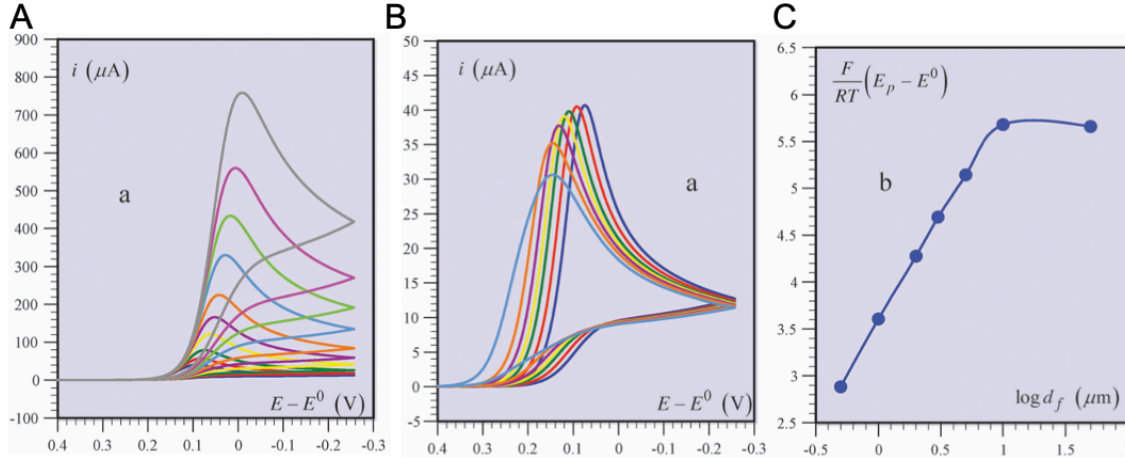 A
B
C
900
800
700
600
500
400
300
200
100
0
-100
i (μA)
a
E – E⁰ (V)
0.4 0.3 0.2 0.1 0 -0.1 -0.2 -0.3
50
45
40
35
30
25
20
15
10
5
0
-5
i (μA)
a
E – E⁰ (V)
0.4 0.3 0.2 0.1 0 -0.1 -0.2 -0.3
6.5
6
5.5
5
4.5
4
3.5
3
2.5
F/RT (E_p – E⁰)
b
log d_f (μm)
-0.5 0 0.5 1 1.5